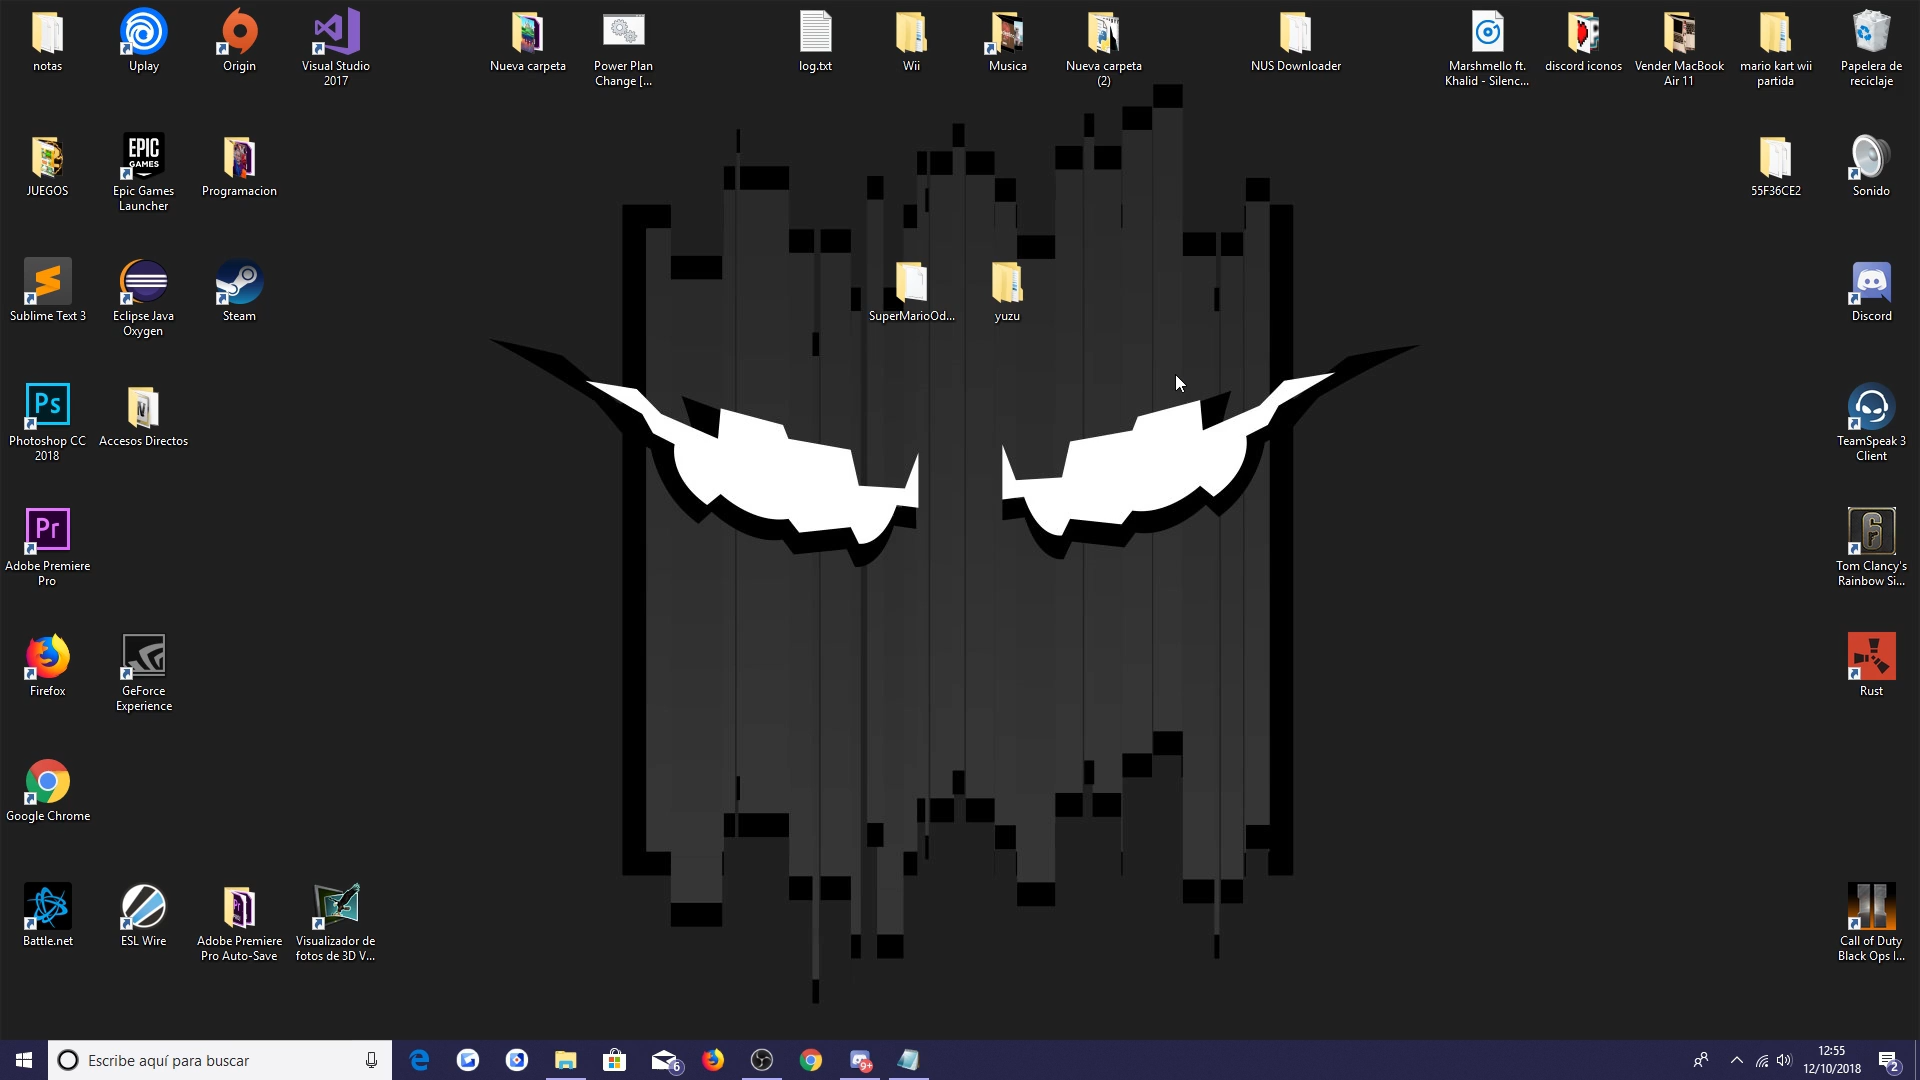 notas
Uplay
Origin
Visual Studio
2017
Nueva carpeta
Power Plan
Change [...
log.txt
Wii
Musica
Nueva carpeta
(2)
NUS Downloader
Marshmello ft.
Khalid - Silenc...
discord iconos
Vender MacBook
Air 11
mario kart wii
partida
Papelera de
reciclaje
JUEGOS
EPIC
GAMES
Epic Games
Launcher
Programacion
55F36CE2
Sonido
Sublime Text 3
Eclipse Java
Oxygen
Steam
SuperMarioOd...
yuzu
Discord
Ps
Photoshop CC
2018
N
Accesos Directos
TeamSpeak 3
Client
Pr
Adobe Premiere
Pro
6
Tom Clancy's
Rainbow Si...
Firefox
GeForce
Experience
Rust
Google Chrome
Battle.net
ESL Wire
Pr
Adobe Premiere
Pro Auto-Save
Visualizador de
fotos de 3D V...
II
Call of Duty
Black Ops I...
Escribe aquí para buscar
6
9+
12:55
12/10/2018
2